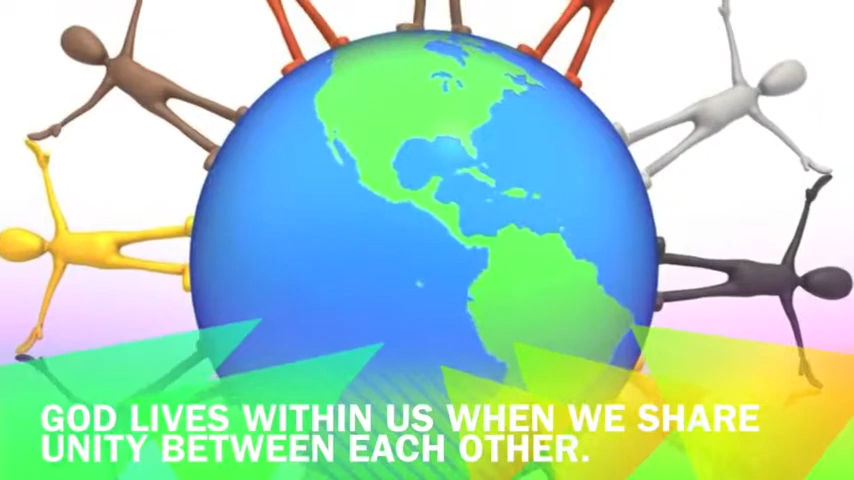 GOD LIVES WITHIN US WHEN WE SHARE
UNITY BETWEEN EACH OTHER.